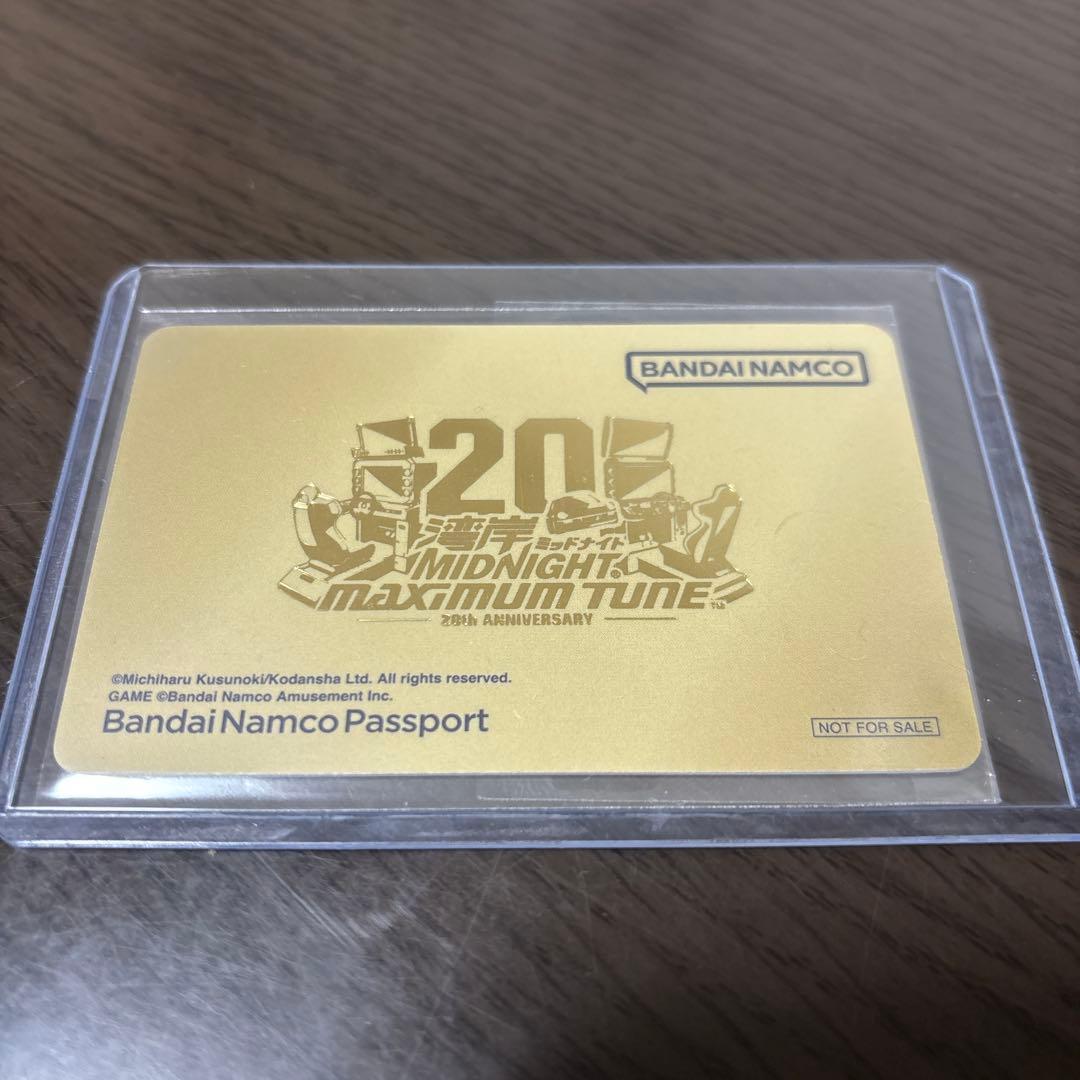 BANDAI NAMCO
20
湾岸 ミッドナイト
MIDNIGHT®
MAXIMUM TUNE™
20th ANNIVERSARY
©Michiharu Kusunoki/Kodansha Ltd. All rights reserved.
GAME ©Bandai Namco Amusement Inc.
Bandai Namco Passport
NOT FOR SALE